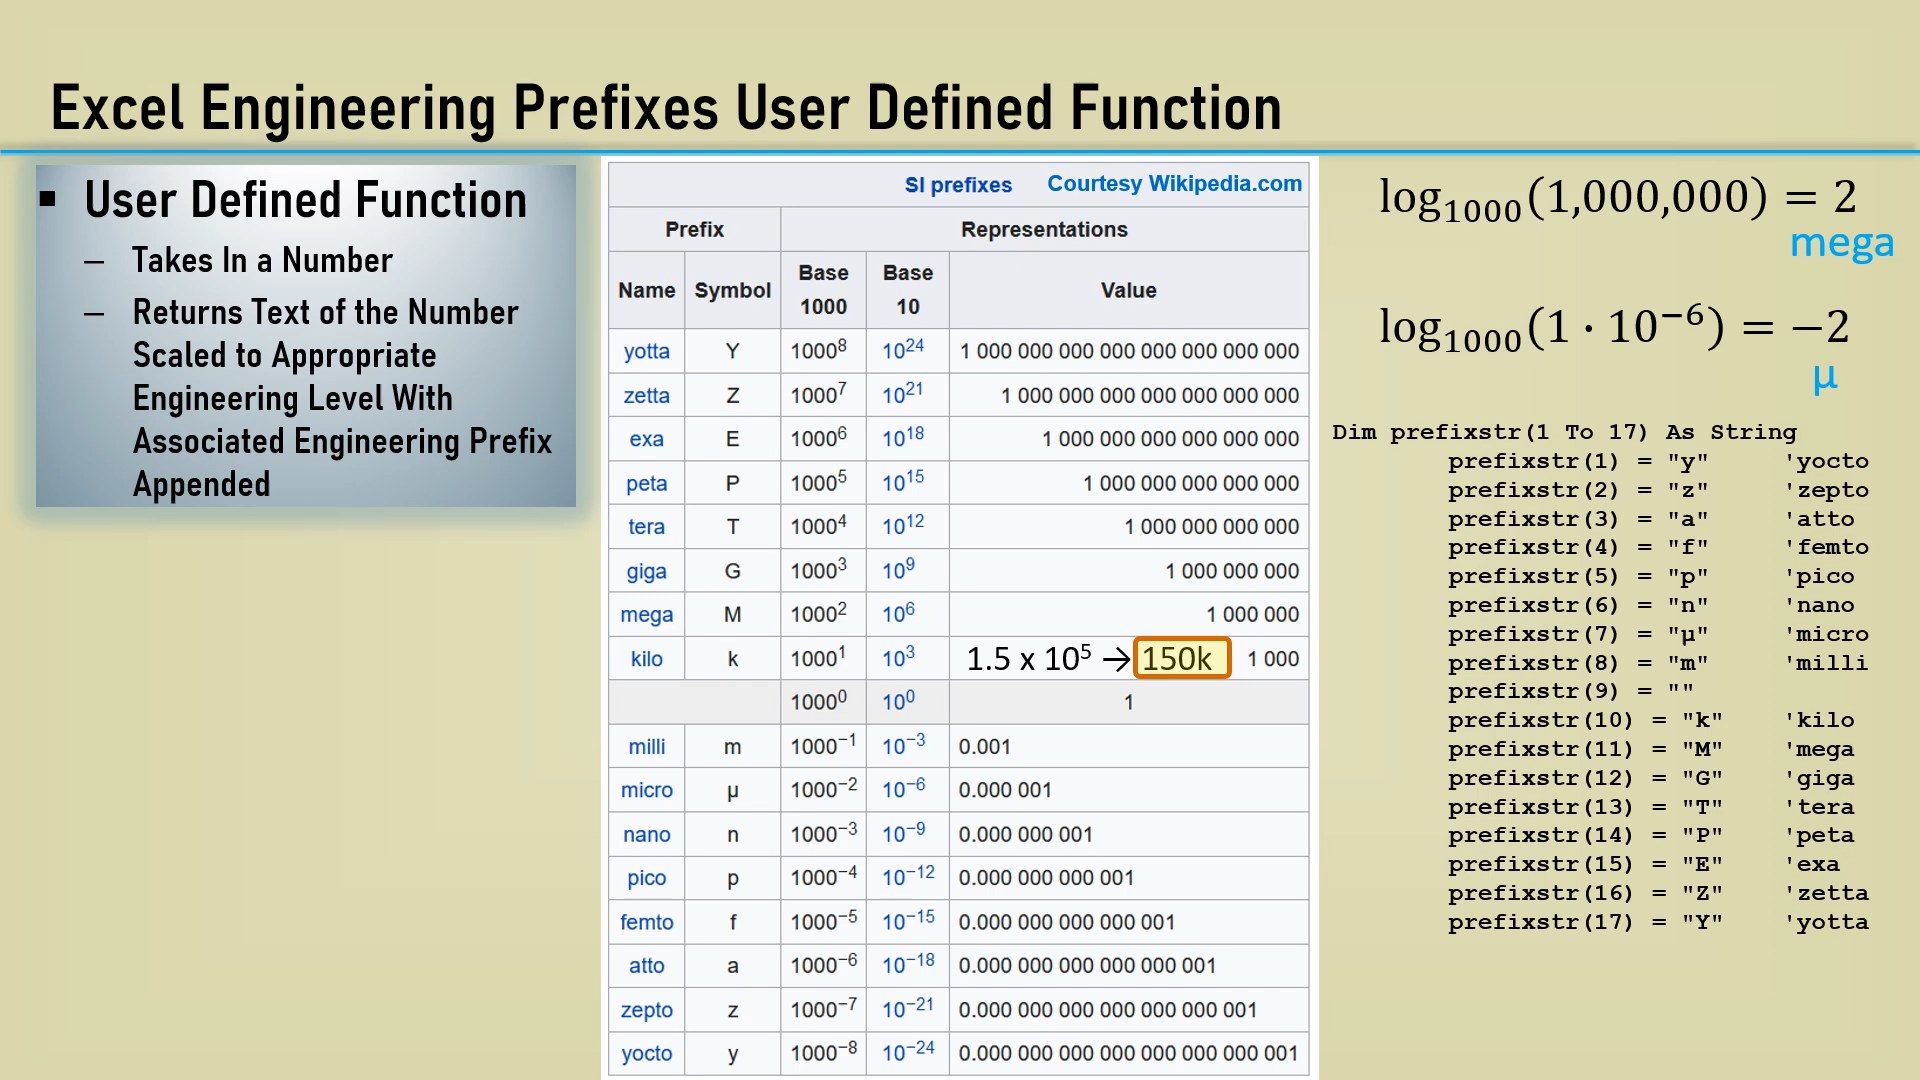 Excel Engineering Prefixes User Defined Function
▪ User Defined Function
– Takes In a Number
– Returns Text of the Number
Scaled to Appropriate
Engineering Level With
Associated Engineering Prefix
Appended
SI prefixes Courtesy Wikipedia.com
Prefix Representations
Name Symbol Base 1000 Base 10 Value
yotta Y 1000⁸ 10²⁴ 1 000 000 000 000 000 000 000 000
zetta Z 1000⁷ 10²¹ 1 000 000 000 000 000 000 000
exa E 1000⁶ 10¹⁸ 1 000 000 000 000 000 000
peta P 1000⁵ 10¹⁵ 1 000 000 000 000 000
tera T 1000⁴ 10¹² 1 000 000 000 000
giga G 1000³ 10⁹ 1 000 000 000
mega M 1000² 10⁶ 1 000 000
kilo k 1000¹ 10³ 1.5 x 10⁵ → 150k 1 000
1000⁰ 10⁰ 1
milli m 1000⁻¹ 10⁻³ 0.001
micro μ 1000⁻² 10⁻⁶ 0.000 001
nano n 1000⁻³ 10⁻⁹ 0.000 000 001
pico p 1000⁻⁴ 10⁻¹² 0.000 000 000 001
femto f 1000⁻⁵ 10⁻¹⁵ 0.000 000 000 000 001
atto a 1000⁻⁶ 10⁻¹⁸ 0.000 000 000 000 000 001
zepto z 1000⁻⁷ 10⁻²¹ 0.000 000 000 000 000 000 001
yocto y 1000⁻⁸ 10⁻²⁴ 0.000 000 000 000 000 000 000 001
log₁₀₀₀(1,000,000) = 2
mega
log₁₀₀₀(1 · 10⁻⁶) = −2
μ
Dim prefixstr(1 To 17) As String
prefixstr(1) = "y" 'yocto
prefixstr(2) = "z" 'zepto
prefixstr(3) = "a" 'atto
prefixstr(4) = "f" 'femto
prefixstr(5) = "p" 'pico
prefixstr(6) = "n" 'nano
prefixstr(7) = "µ" 'micro
prefixstr(8) = "m" 'milli
prefixstr(9) = ""
prefixstr(10) = "k" 'kilo
prefixstr(11) = "M" 'mega
prefixstr(12) = "G" 'giga
prefixstr(13) = "T" 'tera
prefixstr(14) = "P" 'peta
prefixstr(15) = "E" 'exa
prefixstr(16) = "Z" 'zetta
prefixstr(17) = "Y" 'yotta